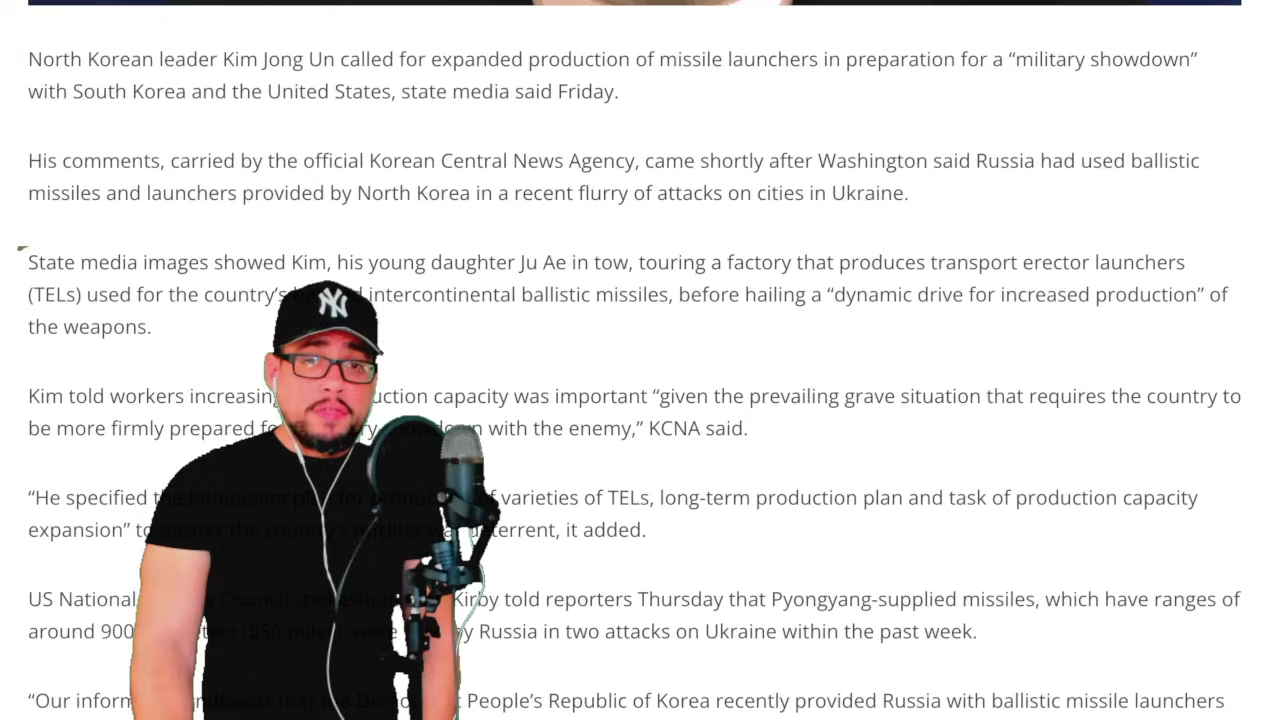 North Korean leader Kim Jong Un called for expanded production of missile launchers in preparation for a “military showdown”
with South Korea and the United States, state media said Friday.
His comments, carried by the official Korean Central News Agency, came shortly after Washington said Russia had used ballistic
missiles and launchers provided by North Korea in a recent flurry of attacks on cities in Ukraine.
State media images showed Kim, his young daughter Ju Ae in tow, touring a factory that produces transport erector launchers
(TELs) used for the country’s intercontinental ballistic missiles, before hailing a “dynamic drive for increased production” of
the weapons.
NY
Kim told workers increasing capacity was important “given the prevailing grave situation that requires the country to
be more firmly prepared with the enemy,” KCNA said.
“He specified the of varieties of TELs, long-term production plan and task of production capacity
expansion” to the country’s deterrent, it added.
US National Council Kirby told reporters Thursday that Pyongyang-supplied missiles, which have ranges of
around 900 (550 were by Russia in two attacks on Ukraine within the past week.
“Our that People’s Republic of Korea recently provided Russia with ballistic missile launchers